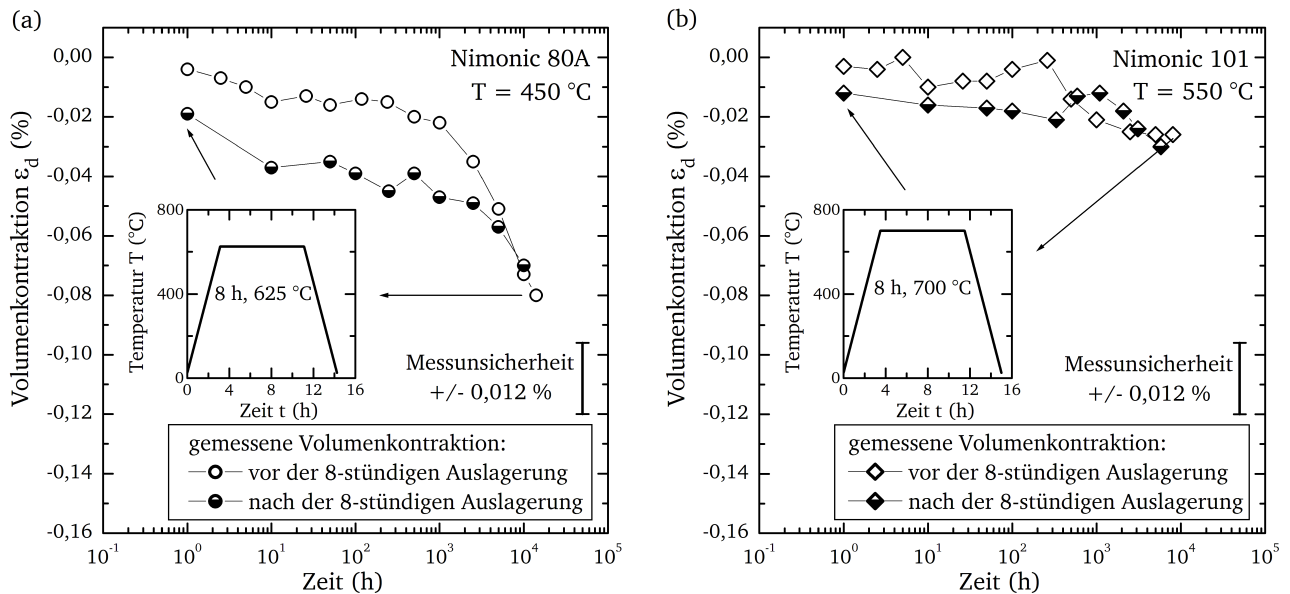 (a)
Nimonic 80A
T = 450 °C
Volumenkontraktion ε_d (%)
0,00
-0,02
-0,04
-0,06
-0,08
-0,10
-0,12
-0,14
-0,16
Temperatur T (°C)
800
400
0
8 h, 625 °C
0 4 8 12 16
Zeit t (h)
Messunsicherheit
+/- 0,012 %
gemessene Volumenkontraktion:
vor der 8-stündigen Auslagerung
nach der 8-stündigen Auslagerung
10⁻¹ 10⁰ 10¹ 10² 10³ 10⁴ 10⁵
Zeit (h)
(b)
Nimonic 101
T = 550 °C
Volumenkontraktion ε_d (%)
0,00
-0,02
-0,04
-0,06
-0,08
-0,10
-0,12
-0,14
-0,16
Temperatur T (°C)
800
400
0
8 h, 700 °C
0 4 8 12 16
Zeit t (h)
Messunsicherheit
+/- 0,012 %
gemessene Volumenkontraktion:
vor der 8-stündigen Auslagerung
nach der 8-stündigen Auslagerung
10⁻¹ 10⁰ 10¹ 10² 10³ 10⁴ 10⁵
Zeit (h)